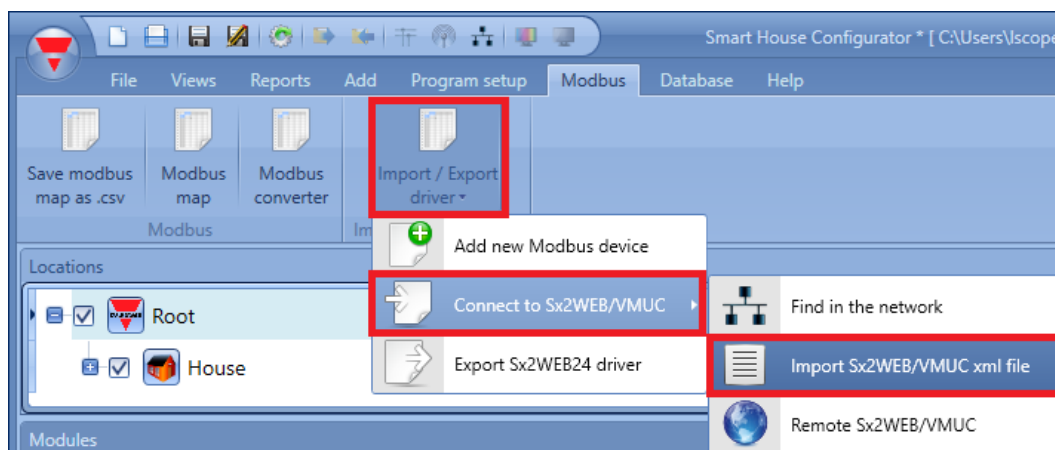 Smart House Configurator * [ C:\Users\lscope
File Views Reports Add Program setup Modbus Database Help
Save modbus
map as .csv
Modbus
map
Modbus
converter
Import / Export
driver
Modbus
Im
Add new Modbus device
Locations
Connect to Sx2WEB/VMUC
Find in the network
Root
Import Sx2WEB/VMUC xml file
House
Export Sx2WEB24 driver
Remote Sx2WEB/VMUC
Modules